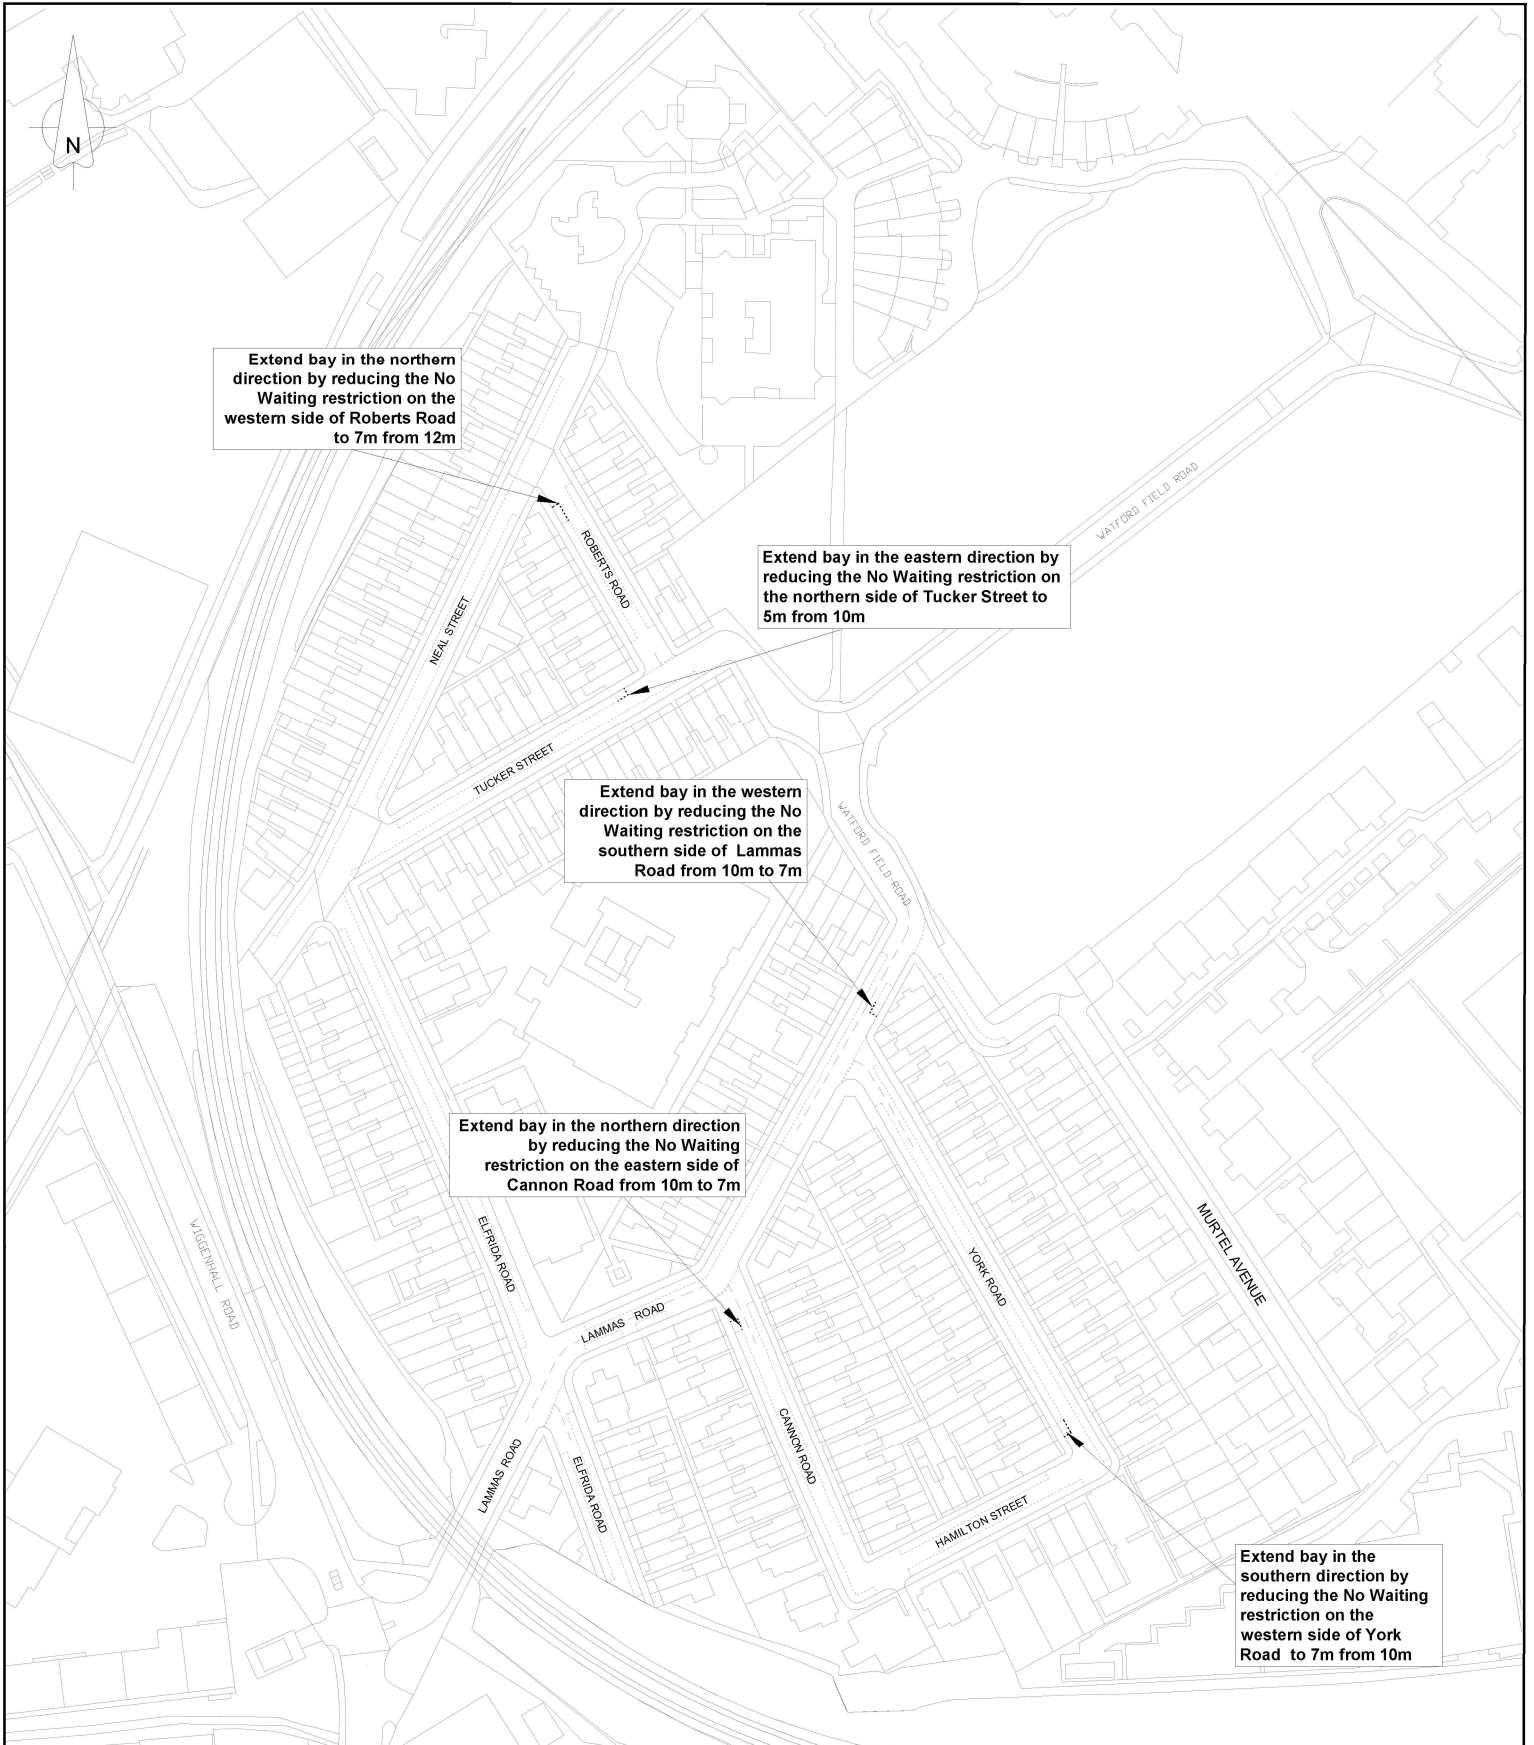 N
Extend bay in the northern
direction by reducing the No
Waiting restriction on the
western side of Roberts Road
to 7m from 12m
WATFORD FIELD ROAD
ROBERTS ROAD
Extend bay in the eastern direction by
reducing the No Waiting restriction on
the northern side of Tucker Street to
5m from 10m
NEAL STREET
TUCKER STREET
Extend bay in the western
direction by reducing the No
Waiting restriction on the
southern side of Lammas
Road from 10m to 7m
WATFORD FIELD ROAD
Extend bay in the northern direction
by reducing the No Waiting
restriction on the eastern side of
Cannon Road from 10m to 7m
WIGGENHALL ROAD
ELFRIDA ROAD
YORK ROAD
MURTEL AVENUE
LAMMAS ROAD
CANNON ROAD
LAMMAS ROAD
ELFRIDA ROAD
HAMILTON STREET
Extend bay in the
southern direction by
reducing the No Waiting
restriction on the
western side of York
Road to 7m from 10m